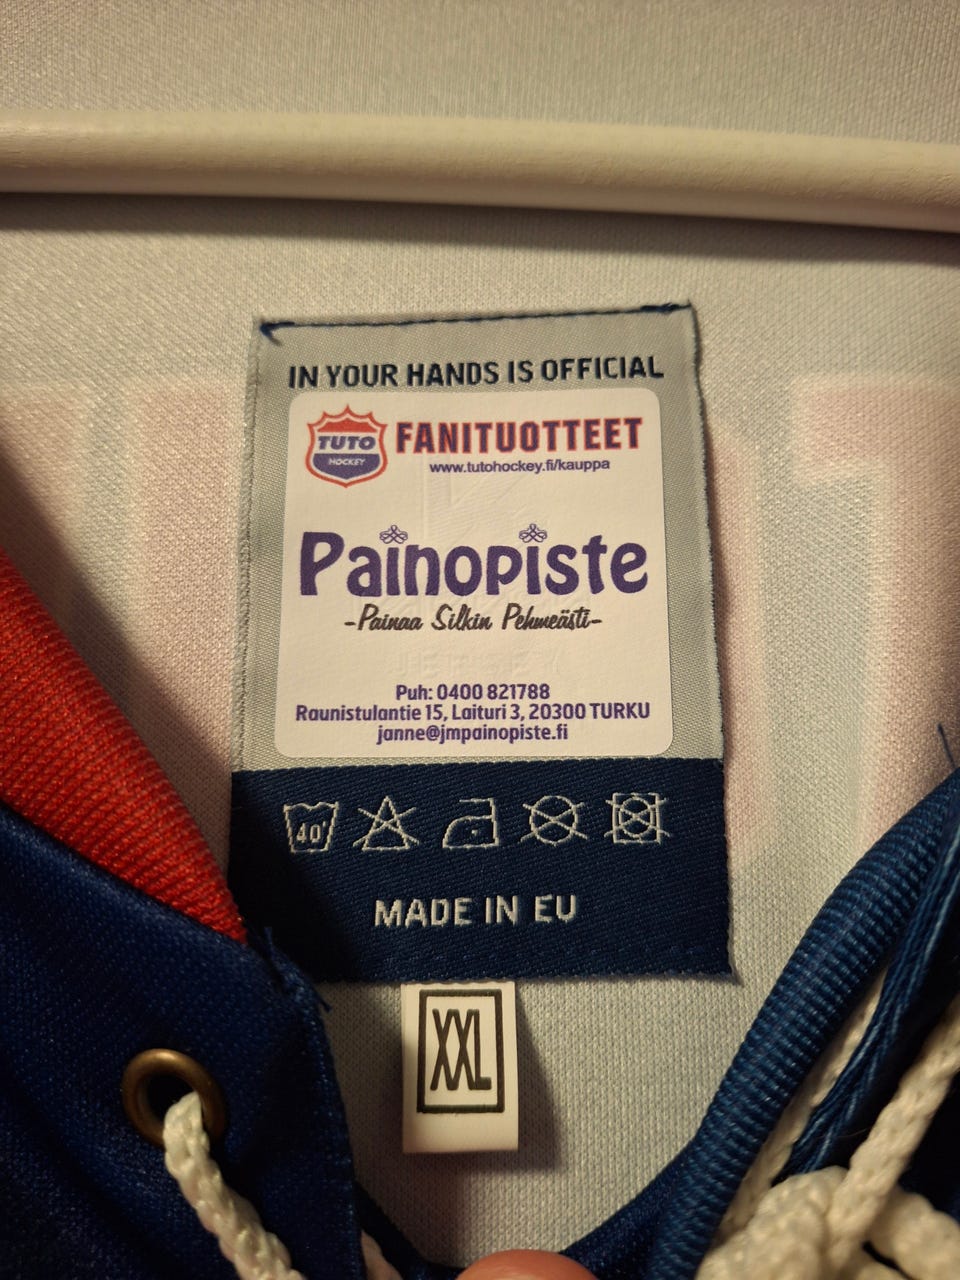 IN YOUR HANDS IS OFFICIAL
TUTO
HOCKEY
FANITUOTTEET
www.tutohockey.fi/kauppa
Painopiste
-Painaa Silkin Pehmeästi-
Puh: 0400 821788
Raunistulantie 15, Laituri 3, 20300 TURKU
janne@jmpainopiste.fi
40°
MADE IN EU
XXL